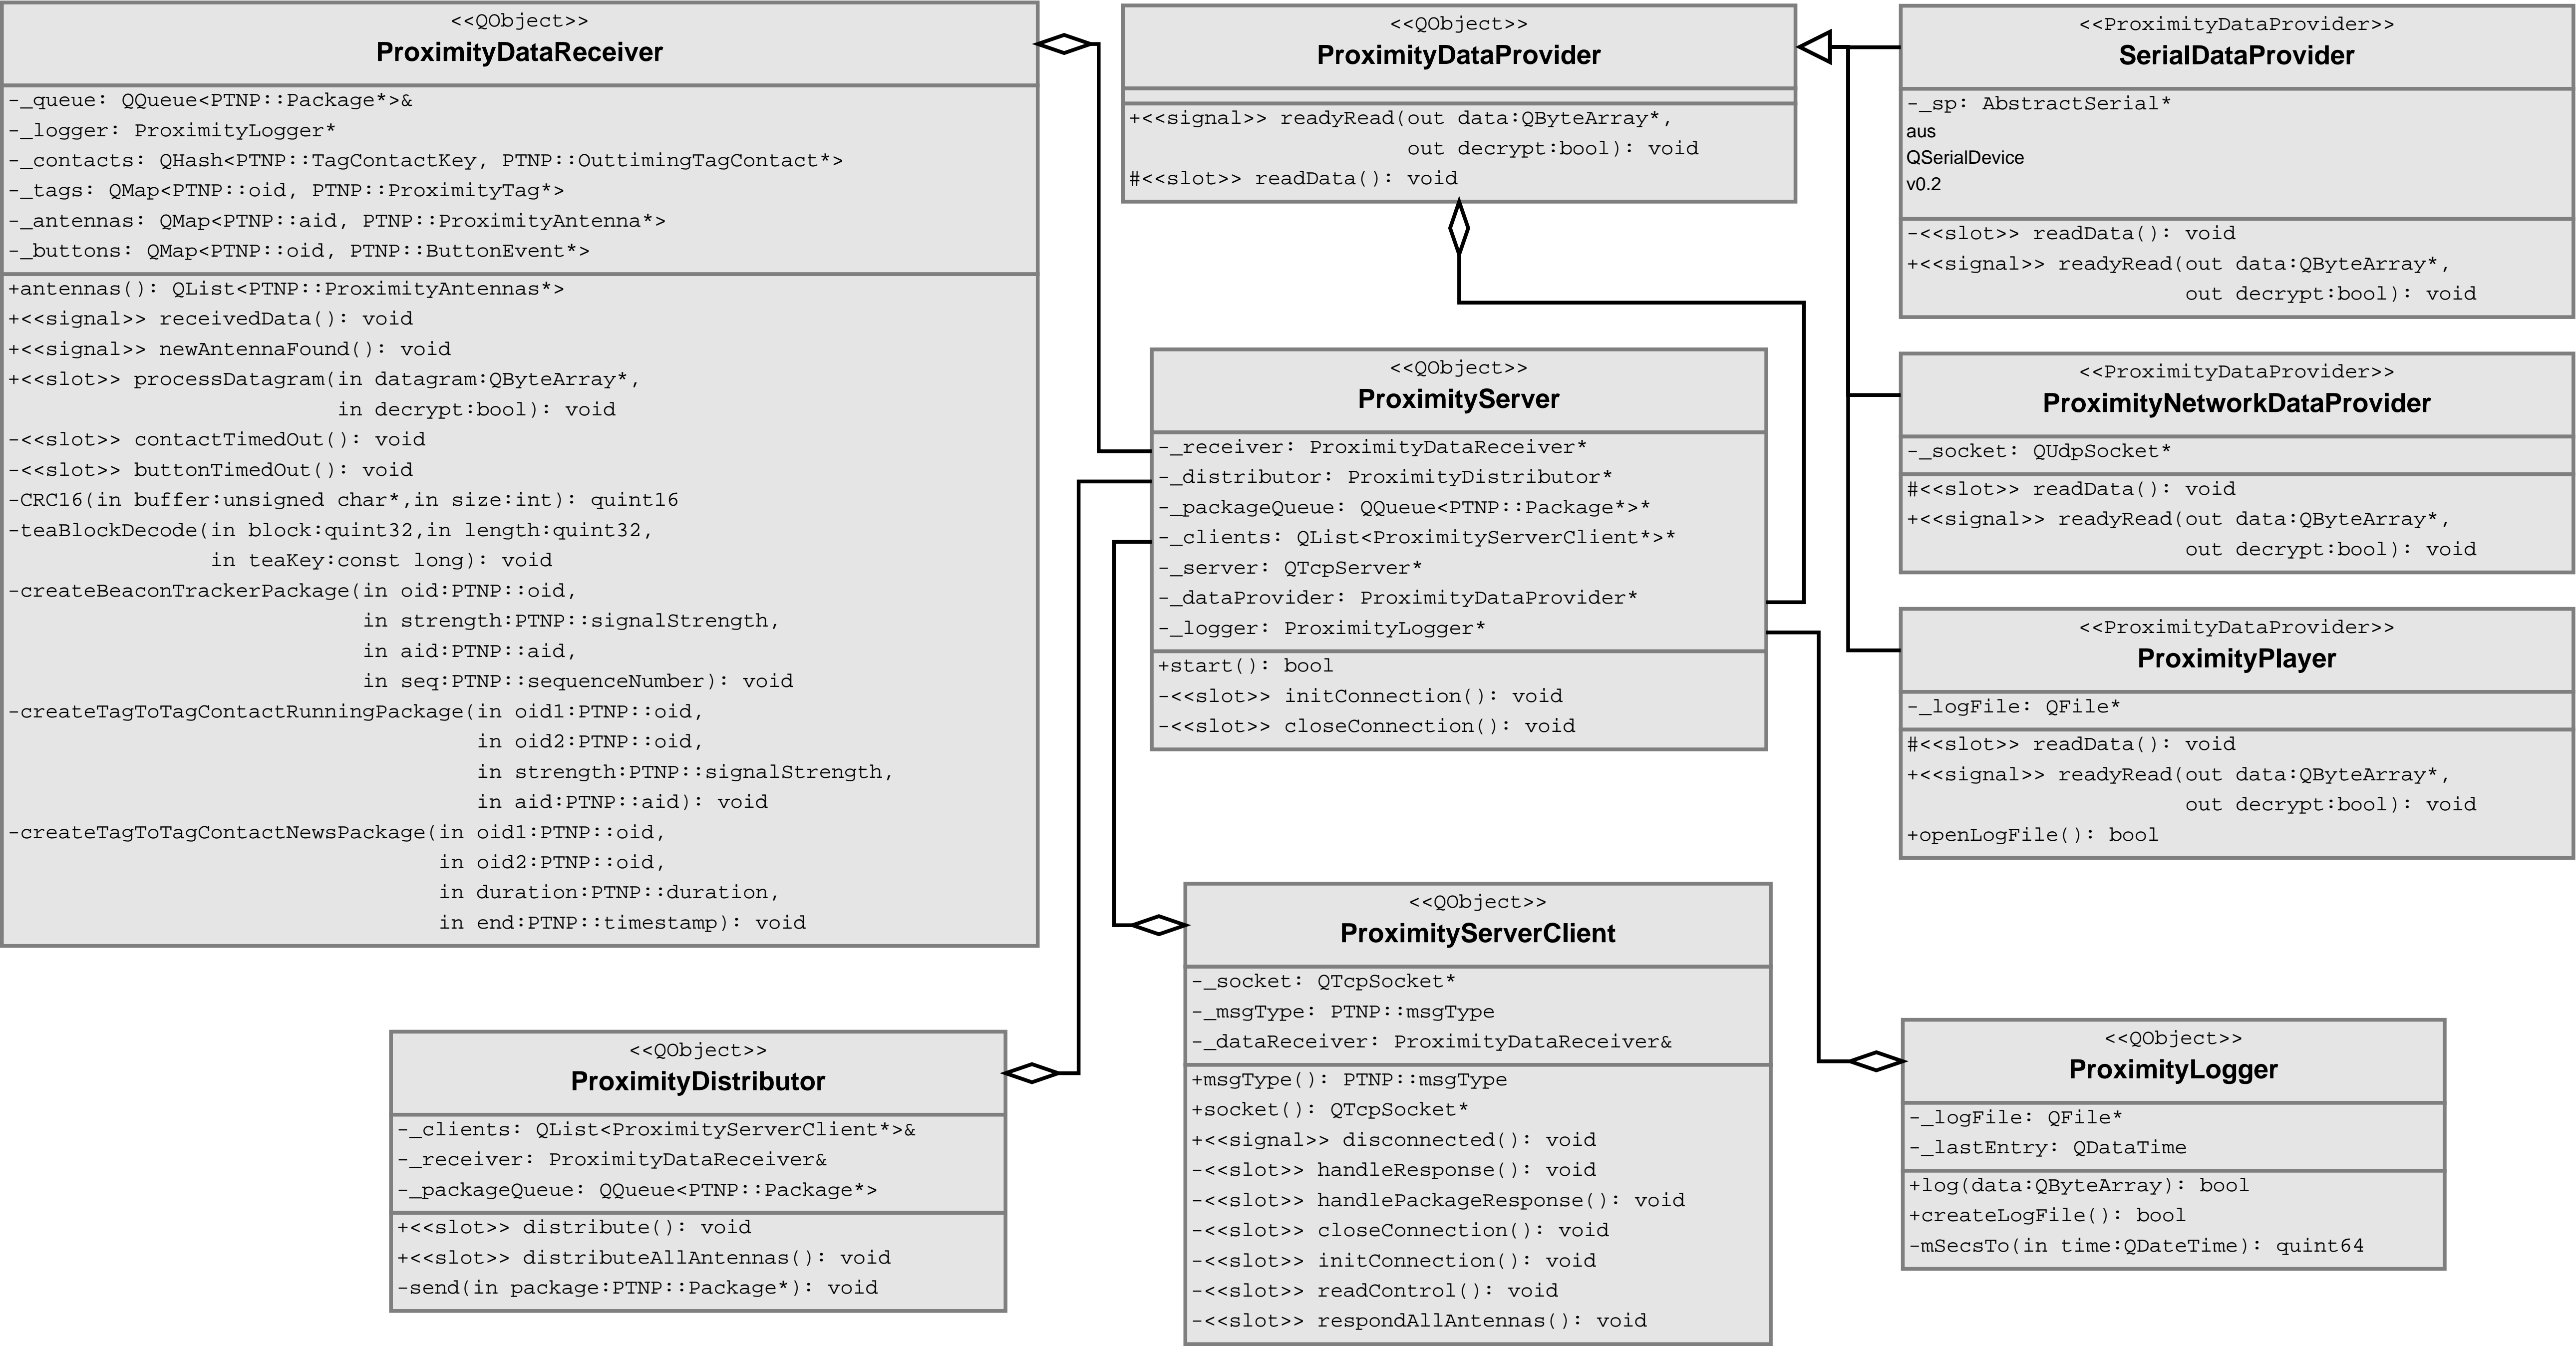 <<QObject>>
ProximityDataReceiver
-_queue: QQueue<PTNP::Package*>&
-_logger: ProximityLogger*
-_contacts: QHash<PTNP::TagContactKey, PTNP::OuttimingTagContact*>
-_tags: QMap<PTNP::oid, PTNP::ProximityTag*>
-_antennas: QMap<PTNP::aid, PTNP::ProximityAntenna*>
-_buttons: QMap<PTNP::oid, PTNP::ButtonEvent*>
+antennas(): QList<PTNP::ProximityAntennas*>
+<<signal>> receivedData(): void
+<<signal>> newAntennaFound(): void
+<<slot>> processDatagram(in datagram:QByteArray*,
in decrypt:bool): void
-<<slot>> contactTimedOut(): void
-<<slot>> buttonTimedOut(): void
-CRC16(in buffer:unsigned char*,in size:int): quint16
-teaBlockDecode(in block:quint32,in length:quint32,
in teaKey:const long): void
-createBeaconTrackerPackage(in oid:PTNP::oid,
in strength:PTNP::signalStrength,
in aid:PTNP::aid,
in seq:PTNP::sequenceNumber): void
-createTagToTagContactRunningPackage(in oid1:PTNP::oid,
in oid2:PTNP::oid,
in strength:PTNP::signalStrength,
in aid:PTNP::aid): void
-createTagToTagContactNewsPackage(in oid1:PTNP::oid,
in oid2:PTNP::oid,
in duration:PTNP::duration,
in end:PTNP::timestamp): void
<<QObject>>
ProximityDataProvider
+<<signal>> readyRead(out data:QByteArray*,
out decrypt:bool): void
#<<slot>> readData(): void
<<ProximityDataProvider>>
SerialDataProvider
-_sp: AbstractSerial*
aus
QSerialDevice
v0.2
-<<slot>> readData(): void
+<<signal>> readyRead(out data:QByteArray*,
out decrypt:bool): void
<<QObject>>
ProximityServer
-_receiver: ProximityDataReceiver*
-_distributor: ProximityDistributor*
-_packageQueue: QQueue<PTNP::Package*>*
-_clients: QList<ProximityServerClient*>*
-_server: QTcpServer*
-_dataProvider: ProximityDataProvider*
-_logger: ProximityLogger*
+start(): bool
-<<slot>> initConnection(): void
-<<slot>> closeConnection(): void
<<ProximityDataProvider>>
ProximityNetworkDataProvider
-_socket: QUdpSocket*
#<<slot>> readData(): void
+<<signal>> readyRead(out data:QByteArray*,
out decrypt:bool): void
<<ProximityDataProvider>>
ProximityPlayer
-_logFile: QFile*
#<<slot>> readData(): void
+<<signal>> readyRead(out data:QByteArray*,
out decrypt:bool): void
+openLogFile(): bool
<<QObject>>
ProximityDistributor
-_clients: QList<ProximityServerClient*>&
-_receiver: ProximityDataReceiver&
-_packageQueue: QQueue<PTNP::Package*>
+<<slot>> distribute(): void
+<<slot>> distributeAllAntennas(): void
-send(in package:PTNP::Package*): void
<<QObject>>
ProximityServerClient
-_socket: QTcpSocket*
-_msgType: PTNP::msgType
-_dataReceiver: ProximityDataReceiver&
+msgType(): PTNP::msgType
+socket(): QTcpSocket*
+<<signal>> disconnected(): void
-<<slot>> handleResponse(): void
-<<slot>> handlePackageResponse(): void
-<<slot>> closeConnection(): void
-<<slot>> initConnection(): void
-<<slot>> readControl(): void
-<<slot>> respondAllAntennas(): void
<<QObject>>
ProximityLogger
-_logFile: QFile*
-_lastEntry: QDataTime
+log(data:QByteArray): bool
+createLogFile(): bool
-mSecsTo(in time:QDateTime): quint64